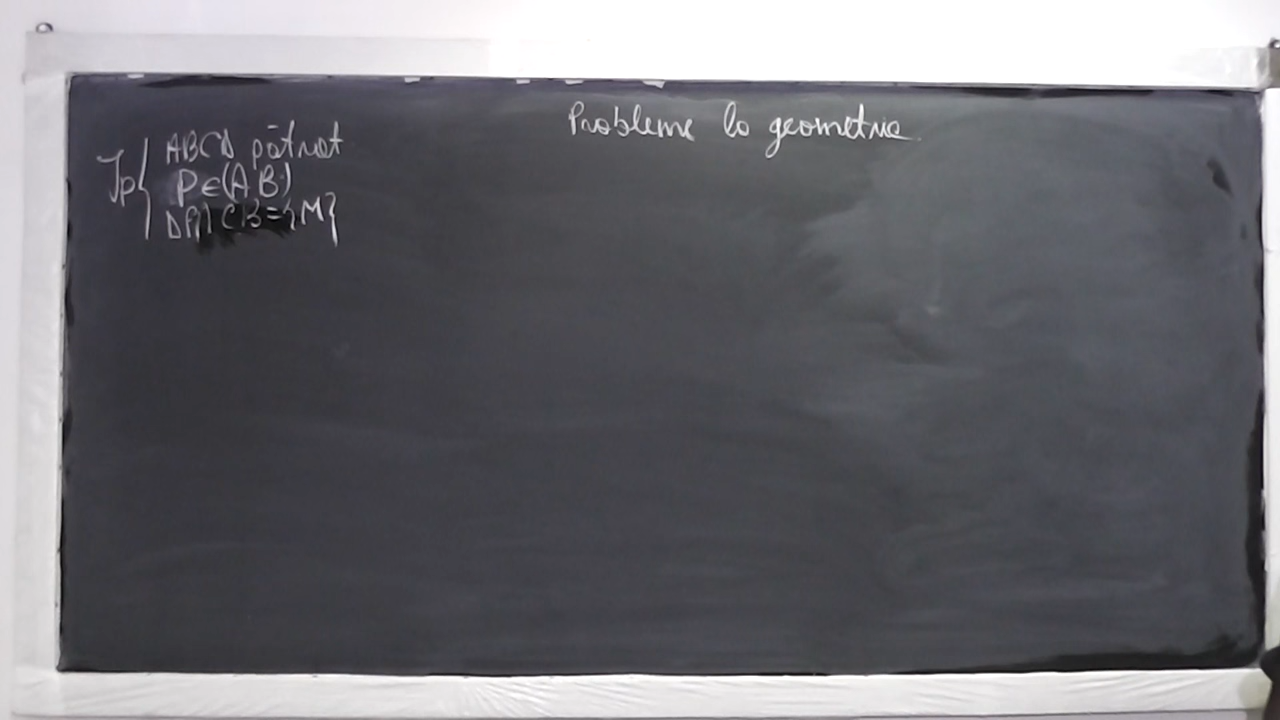 Probleme la geometrie
Ip { ABCD pătrat
P∈(AB)
DP∩CB={M}